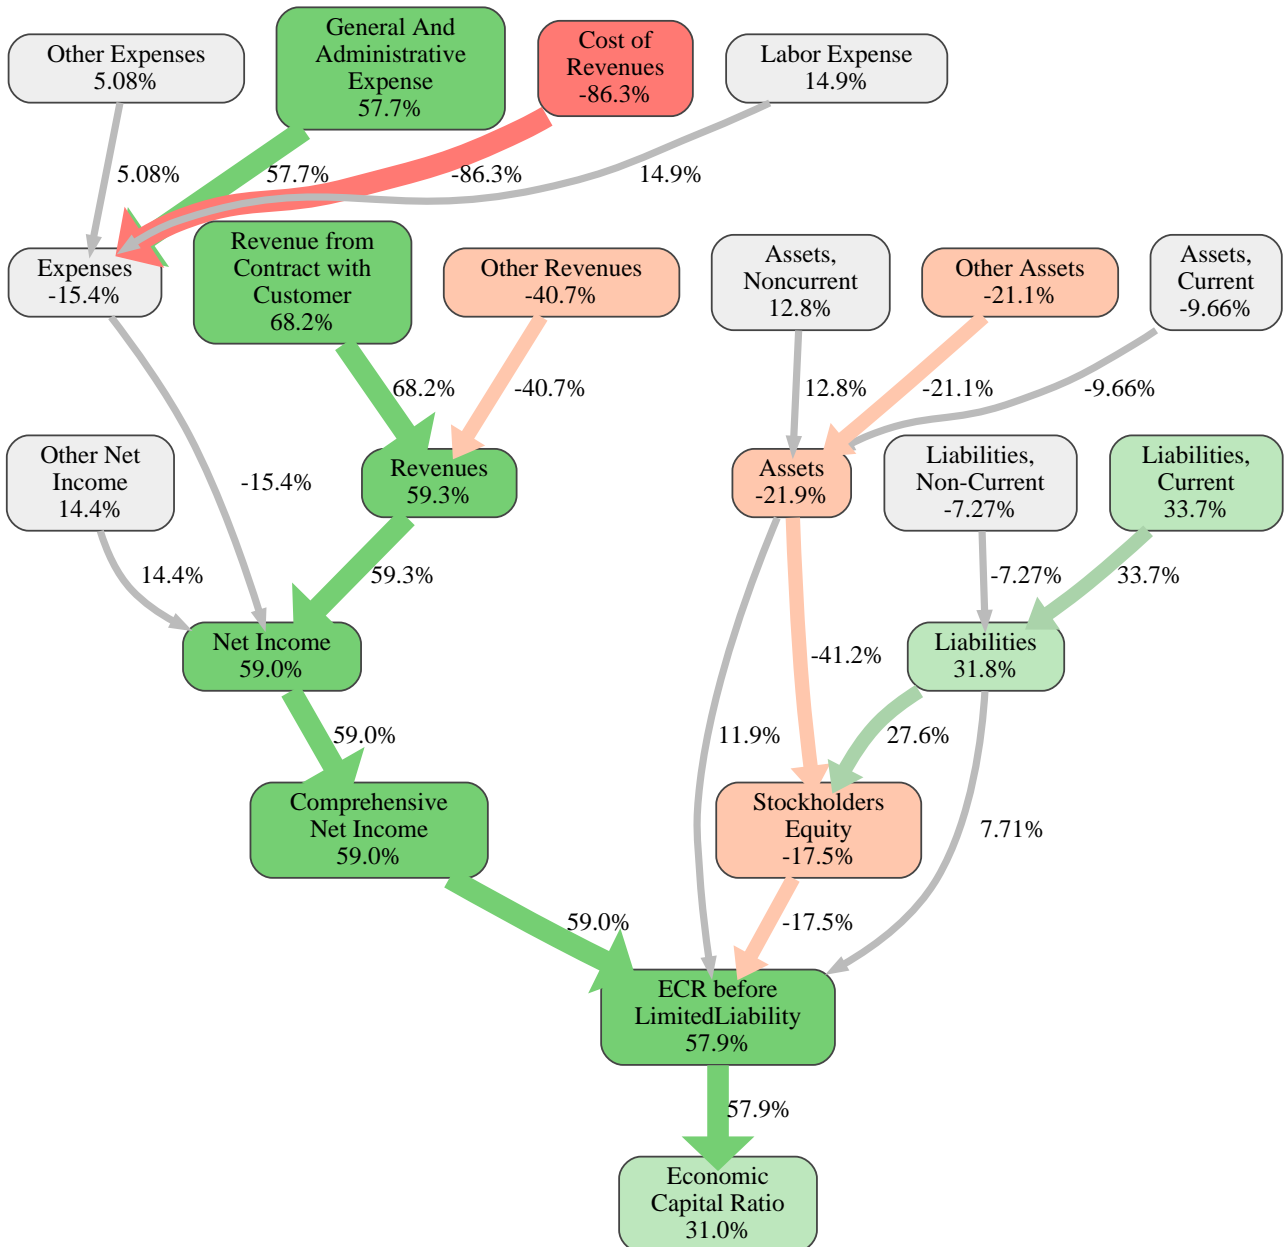 Other Expenses
5.08%
General And
Administrative
Expense
57.7%
Cost of
Revenues
-86.3%
Labor Expense
14.9%
5.08%
57.7%
-86.3%
14.9%
Expenses
-15.4%
Revenue from
Contract with
Customer
68.2%
Other Revenues
-40.7%
Assets,
Noncurrent
12.8%
Other Assets
-21.1%
Assets,
Current
-9.66%
68.2%
-40.7%
12.8%
-21.1%
-9.66%
Other Net
Income
14.4%
-15.4%
Revenues
59.3%
Assets
-21.9%
Liabilities,
Non-Current
-7.27%
Liabilities,
Current
33.7%
14.4%
59.3%
-7.27%
33.7%
Net Income
59.0%
-41.2%
Liabilities
31.8%
59.0%
11.9%
27.6%
Comprehensive
Net Income
59.0%
Stockholders
Equity
-17.5%
7.71%
59.0%
-17.5%
ECR before
LimitedLiability
57.9%
57.9%
Economic
Capital Ratio
31.0%